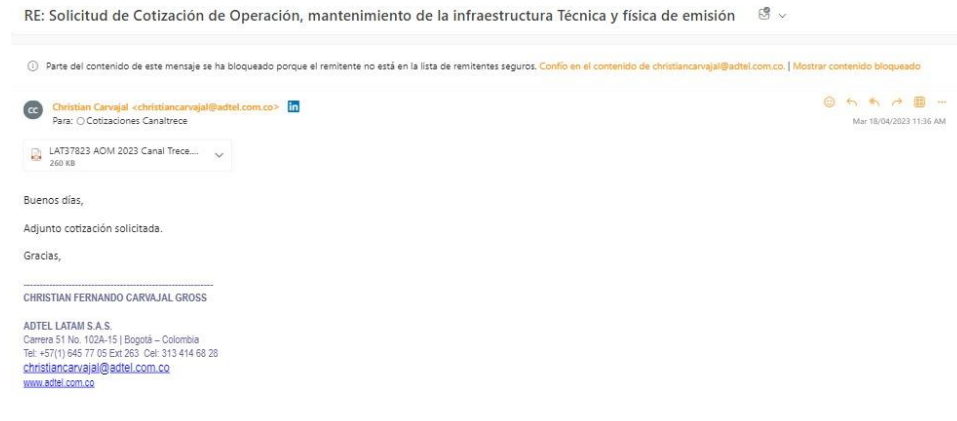 RE: Solicitud de Cotización de Operación, mantenimiento de la infraestructura Técnica y física de emisión
Parte del contenido de este mensaje se ha bloqueado porque el remitente no está en la lista de remitentes seguros. Confío en el contenido de christiancarvajal@adtel.com.co. | Mostrar contenido bloqueado
CC
Christian Carvajal <christiancarvajal@adtel.com.co> in
Para: Cotizaciones Canaltrece
Mar 18/04/2023 11:36 AM
LAT37823 AOM 2023 Canal Trece....
260 KB
Buenos días,
Adjunto cotización solicitada.
Gracias,
------------------------------------------------------------
CHRISTIAN FERNANDO CARVAJAL GROSS
ADTEL LATAM S.A.S.
Carrera 51 No. 102A-15 | Bogotá – Colombia
Tel: +57(1) 645 77 05 Ext 263 Cel: 313 414 68 28
christiancarvajal@adtel.com.co
www.adtel.com.co